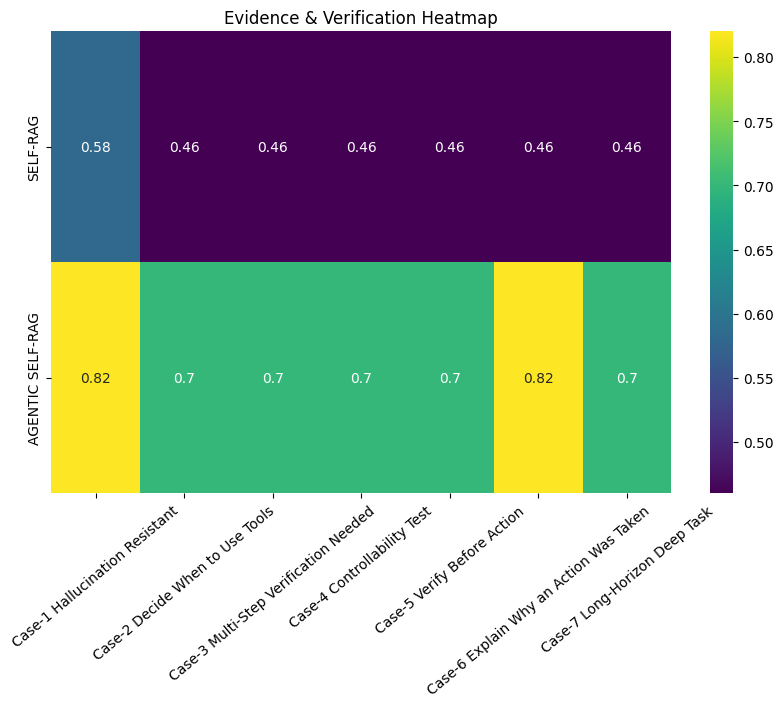 Evidence & Verification Heatmap
SELF-RAG
0.58 0.46 0.46 0.46 0.46 0.46 0.46
AGENTIC SELF-RAG
0.82 0.7 0.7 0.7 0.7 0.82 0.7
Case-1 Hallucination Resistant
Case-2 Decide When to Use Tools
Case-3 Multi-Step Verification Needed
Case-4 Controllability Test
Case-5 Verify Before Action
Case-6 Explain Why an Action Was Taken
Case-7 Long-Horizon Deep Task
0.80
0.75
0.70
0.65
0.60
0.55
0.50